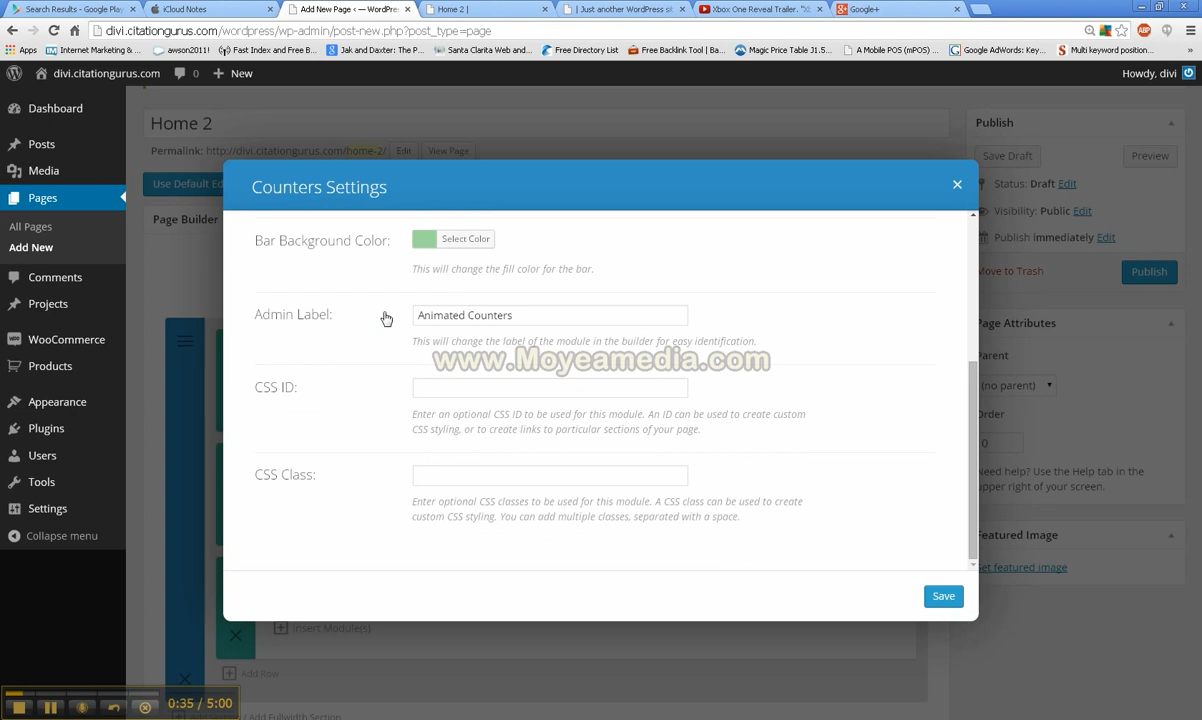 Search Results - Google Play
iCloud Notes
Add New Page < — WordPres
Home 2 |
| Just another WordPress sit
Xbox One Reveal Trailer. "Xb
Google+
divi.citationgurus.com/wordpress/wp-admin/post-new.php?post_type=page
Apps
Internet Marketing & ...
awson2011!
Fast Index and Free B...
Jak and Daxter: The P...
Santa Clarita Web and...
Free Directory List
Free Backlink Tool | Ba...
Magic Price Table J1.5...
A Mobile POS (mPOS) ...
Google AdWords: Key...
Multi keyword position...
divi.citationgurus.com
0
New
Howdy, divi
Dashboard
Posts
Media
Pages
All Pages
Add New
Comments
Projects
WooCommerce
Products
Appearance
Plugins
Users
Tools
Settings
Collapse menu
Home 2
Permalink: http://divi.citationgurus.com/home-2/
Edit
View Page
Use Default Ed
Page Builder
Counters Settings
Bar Background Color:
Select Color
This will change the fill color for the bar.
Admin Label:
Animated Counters
This will change the label of the module in the builder for easy identification.
www.Moyeamedia.com
CSS ID:
Enter an optional CSS ID to be used for this module. An ID can be used to create custom
CSS styling, or to create links to particular sections of your page.
CSS Class:
Enter optional CSS classes to be used for this module. A CSS class can be used to create
custom CSS styling. You can add multiple classes, separated with a space.
Save
Insert Module(s)
Add Row
/ Add Fullwidth Section
Publish
Save Draft
Preview
Status: Draft Edit
Visibility: Public Edit
Publish immediately Edit
Move to Trash
Publish
Page Attributes
Parent
(no parent)
Order
0
Need help? Use the Help tab in the
upper right of your screen.
Featured Image
Set featured image
0:35 / 5:00